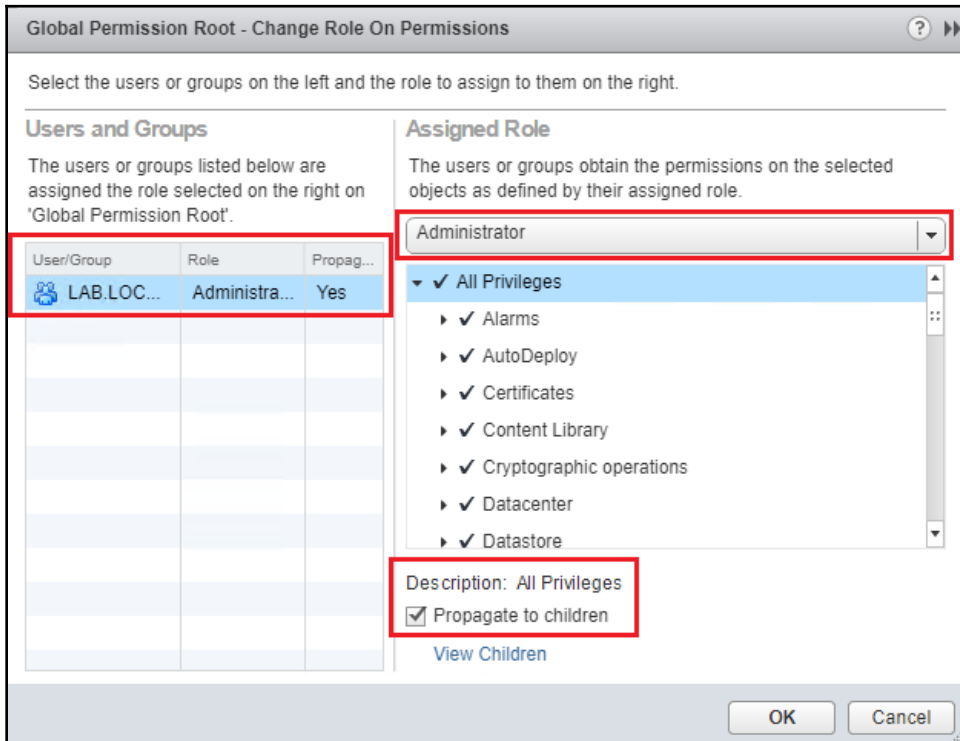 Global Permission Root - Change Role On Permissions
?
Select the users or groups on the left and the role to assign to them on the right.
Users and Groups
The users or groups listed below are
assigned the role selected on the right on
'Global Permission Root'.
User/Group Role Propag...
LAB.LOC... Administra... Yes
Assigned Role
The users or groups obtain the permissions on the selected
objects as defined by their assigned role.
Administrator
All Privileges
Alarms
AutoDeploy
Certificates
Content Library
Cryptographic operations
Datacenter
Datastore
Description: All Privileges
Propagate to children
View Children
OK Cancel